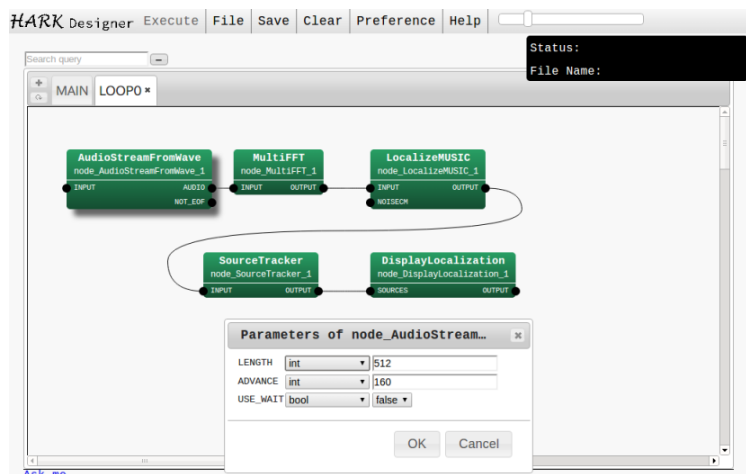 HARK Designer Execute File Save Clear Preference Help
Status:
File Name:
Search query
MAIN LOOP0
AudioStreamFromWave
node_AudioStreamFromWave_1
INPUT AUDIO
NOT_EOF
MultiFFT
node_MultiFFT_1
INPUT OUTPUT
LocalizeMUSIC
node_LocalizeMUSIC_1
INPUT OUTPUT
NOISECM
SourceTracker
node_SourceTracker_1
INPUT OUTPUT
DisplayLocalization
node_DisplayLocalization_1
SOURCES OUTPUT
Parameters of node_AudioStream…
LENGTH int 512
ADVANCE int 160
USE_WAIT bool false
OK Cancel
Ask me